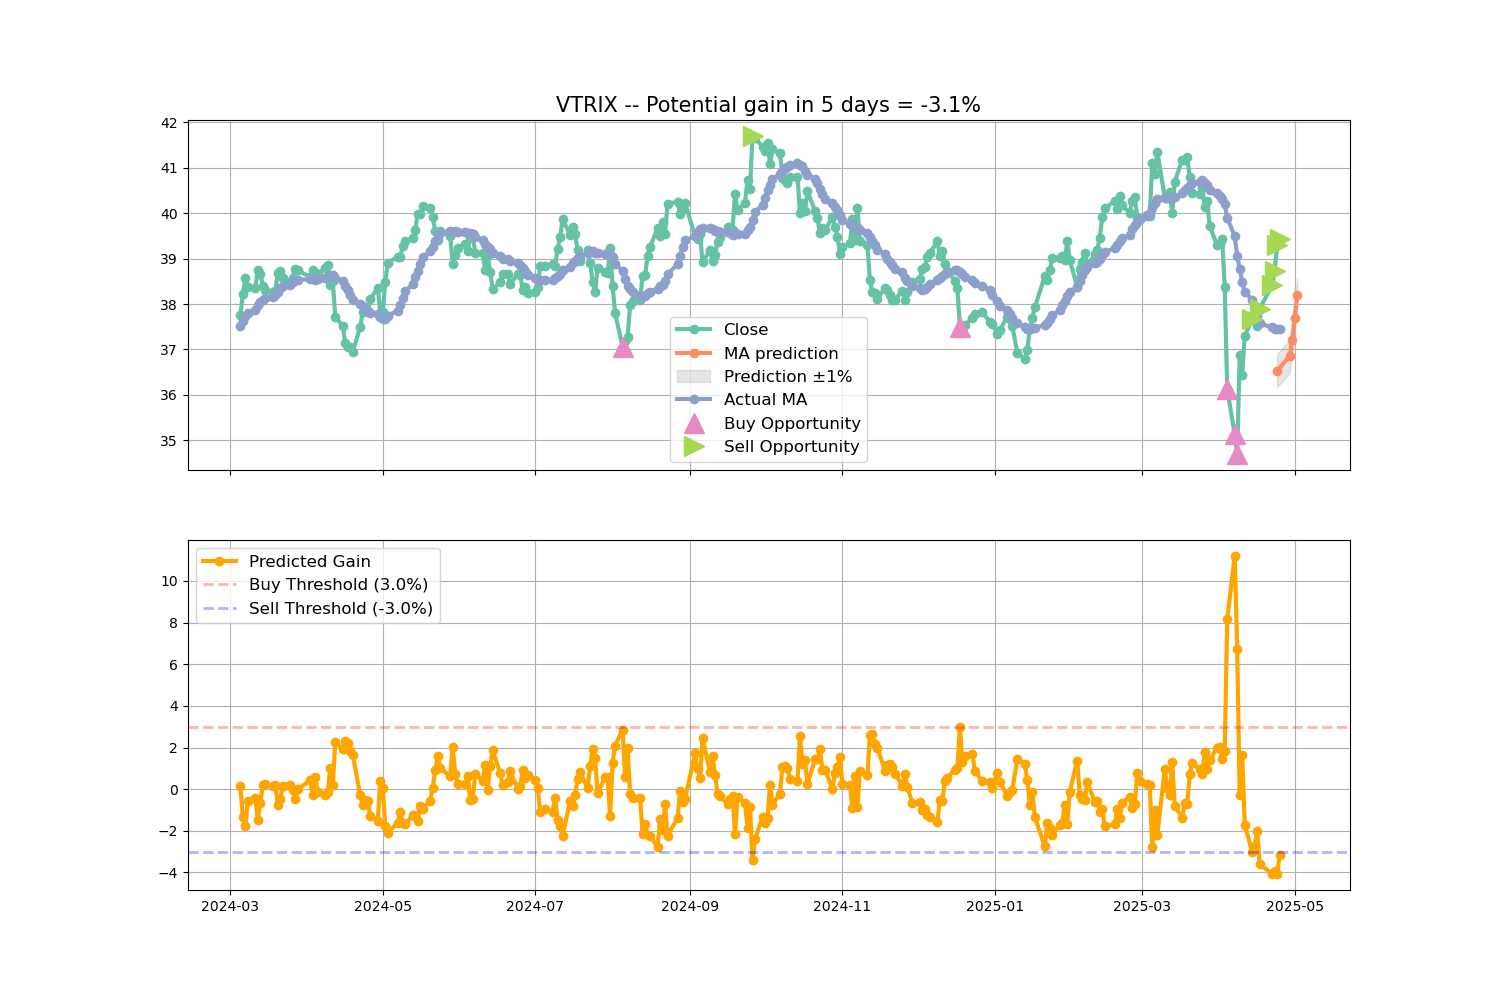 VTRIX -- Potential gain in 5 days = -3.1%
42
41
40
39
38
37
36
35
Close
MA prediction
Prediction ±1%
Actual MA
Buy Opportunity
Sell Opportunity
Predicted Gain
Buy Threshold (3.0%)
Sell Threshold (-3.0%)
10
8
6
4
2
0
−2
−4
2024-03 2024-05 2024-07 2024-09 2024-11 2025-01 2025-03 2025-05